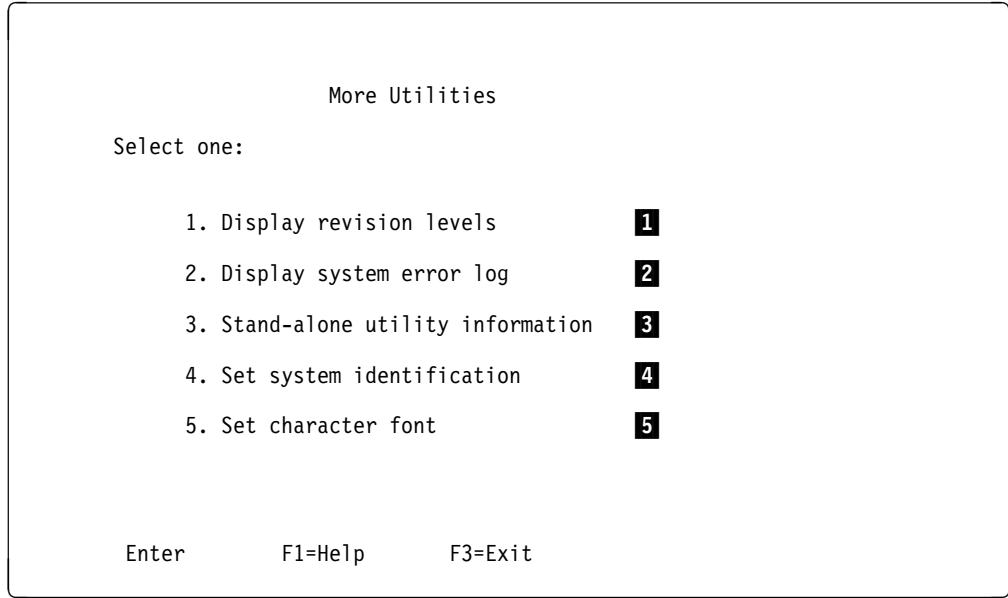 More Utilities
Select one:
1. Display revision levels 1
2. Display system error log 2
3. Stand-alone utility information 3
4. Set system identification 4
5. Set character font 5
Enter F1=Help F3=Exit